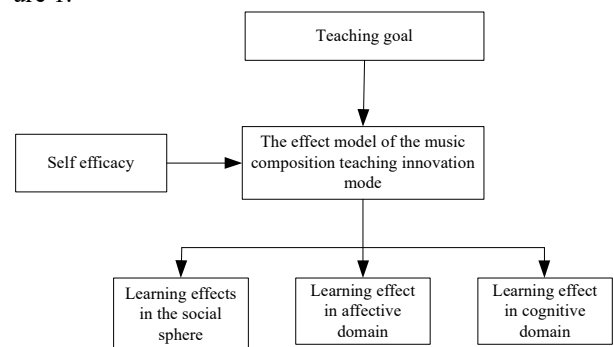 ure 1.
Teaching goal
Self efficacy
The effect model of the music
composition teaching innovation
mode
Learning effects
in the social
sphere
Learning effect
in affective
domain
Learning effect
in cognitive
domain